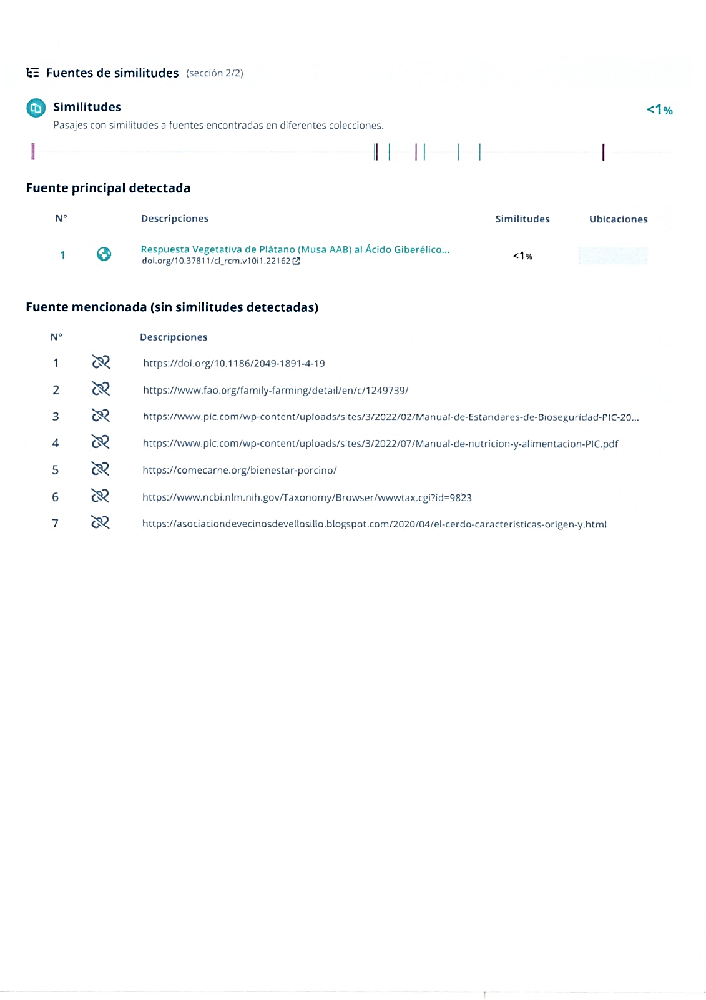 Fuentes de similitudes (sección 2/2)
Similitudes
<1%
Pasajes con similitudes a fuentes encontradas en diferentes colecciones.
Fuente principal detectada
N° Descripciones Similitudes Ubicaciones
1 Respuesta Vegetativa de Plátano (Musa AAB) al Ácido Giberélico... <1%
doi.org/10.37811/cl_rcm.v10i1.22162
Fuente mencionada (sin similitudes detectadas)
N° Descripciones
1 https://doi.org/10.1186/2049-1891-4-19
2 https://www.fao.org/family-farming/detail/en/c/1249739/
3 https://www.pic.com/wp-content/uploads/sites/3/2022/02/Manual-de-Estandares-de-Bioseguridad-PIC-20...
4 https://www.pic.com/wp-content/uploads/sites/3/2022/07/Manual-de-nutricion-y-alimentacion-PIC.pdf
5 https://comecarne.org/bienestar-porcino/
6 https://www.ncbi.nlm.nih.gov/Taxonomy/Browser/wwwtax.cgi?id=9823
7 https://asociaciondevecinosdevellosillo.blogspot.com/2020/04/el-cerdo-caracteristicas-origen-y.html